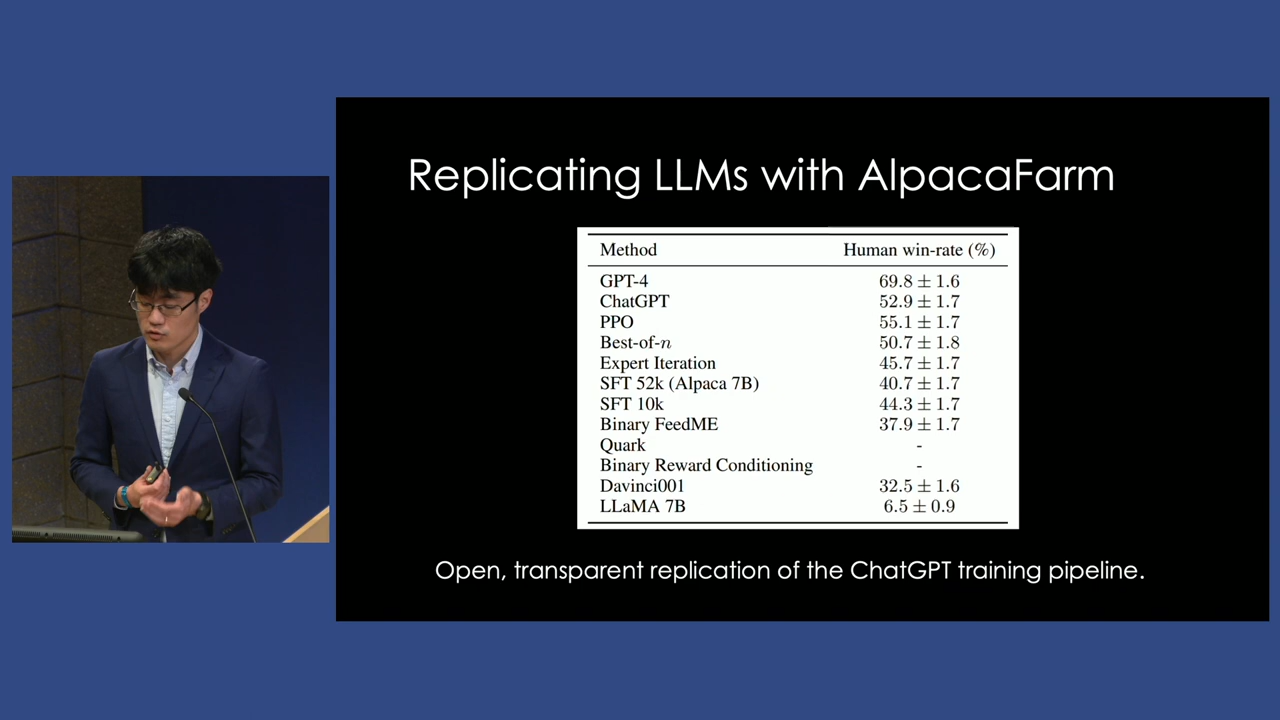 Replicating LLMs with AlpacaFarm
Method Human win-rate (%)
GPT-4 69.8 ± 1.6
ChatGPT 52.9 ± 1.7
PPO 55.1 ± 1.7
Best-of-n 50.7 ± 1.8
Expert Iteration 45.7 ± 1.7
SFT 52k (Alpaca 7B) 40.7 ± 1.7
SFT 10k 44.3 ± 1.7
Binary FeedME 37.9 ± 1.7
Quark -
Binary Reward Conditioning -
Davinci001 32.5 ± 1.6
LLaMA 7B 6.5 ± 0.9
Open, transparent replication of the ChatGPT training pipeline.